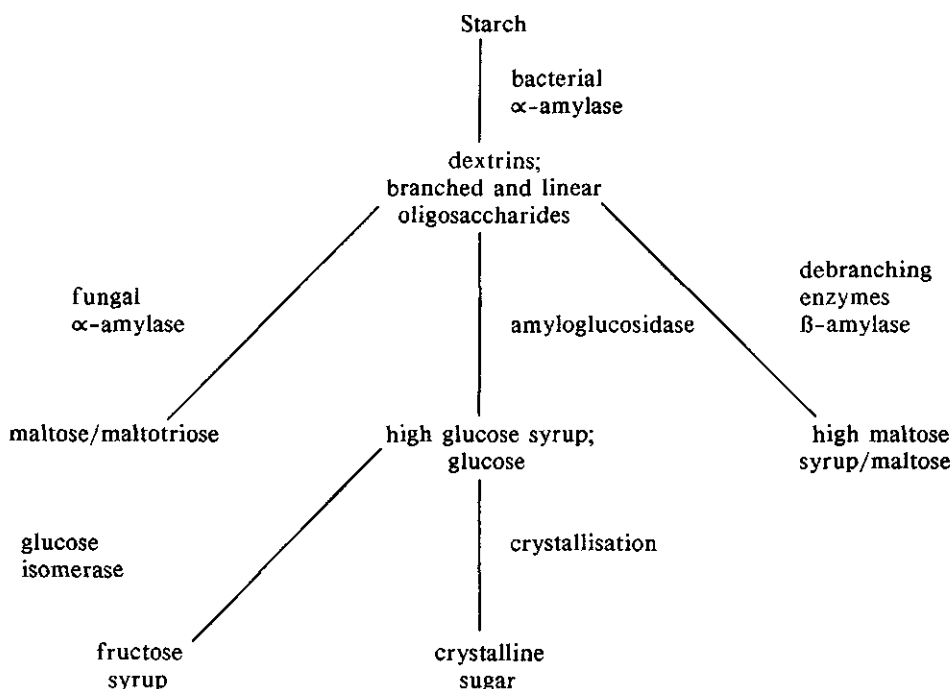 Starch
bacterial
∝-amylase
dextrins;
branched and linear
oligosaccharides
fungal
∝-amylase
amyloglucosidase
debranching
enzymes
ß-amylase
maltose/maltotriose
high glucose syrup;
glucose
high maltose
syrup/maltose
glucose
isomerase
crystallisation
fructose
syrup
crystalline
sugar